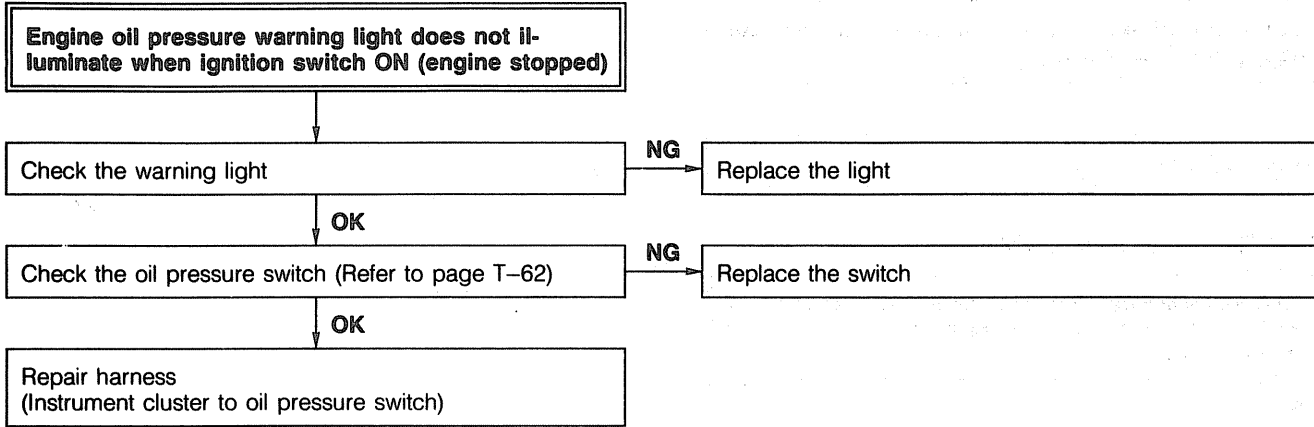 Engine oil pressure warning light does not il-
luminate when ignition switch ON (engine stopped)
Check the warning light
NG
Replace the light
OK
Check the oil pressure switch (Refer to page T–62)
NG
Replace the switch
OK
Repair harness
(Instrument cluster to oil pressure switch)